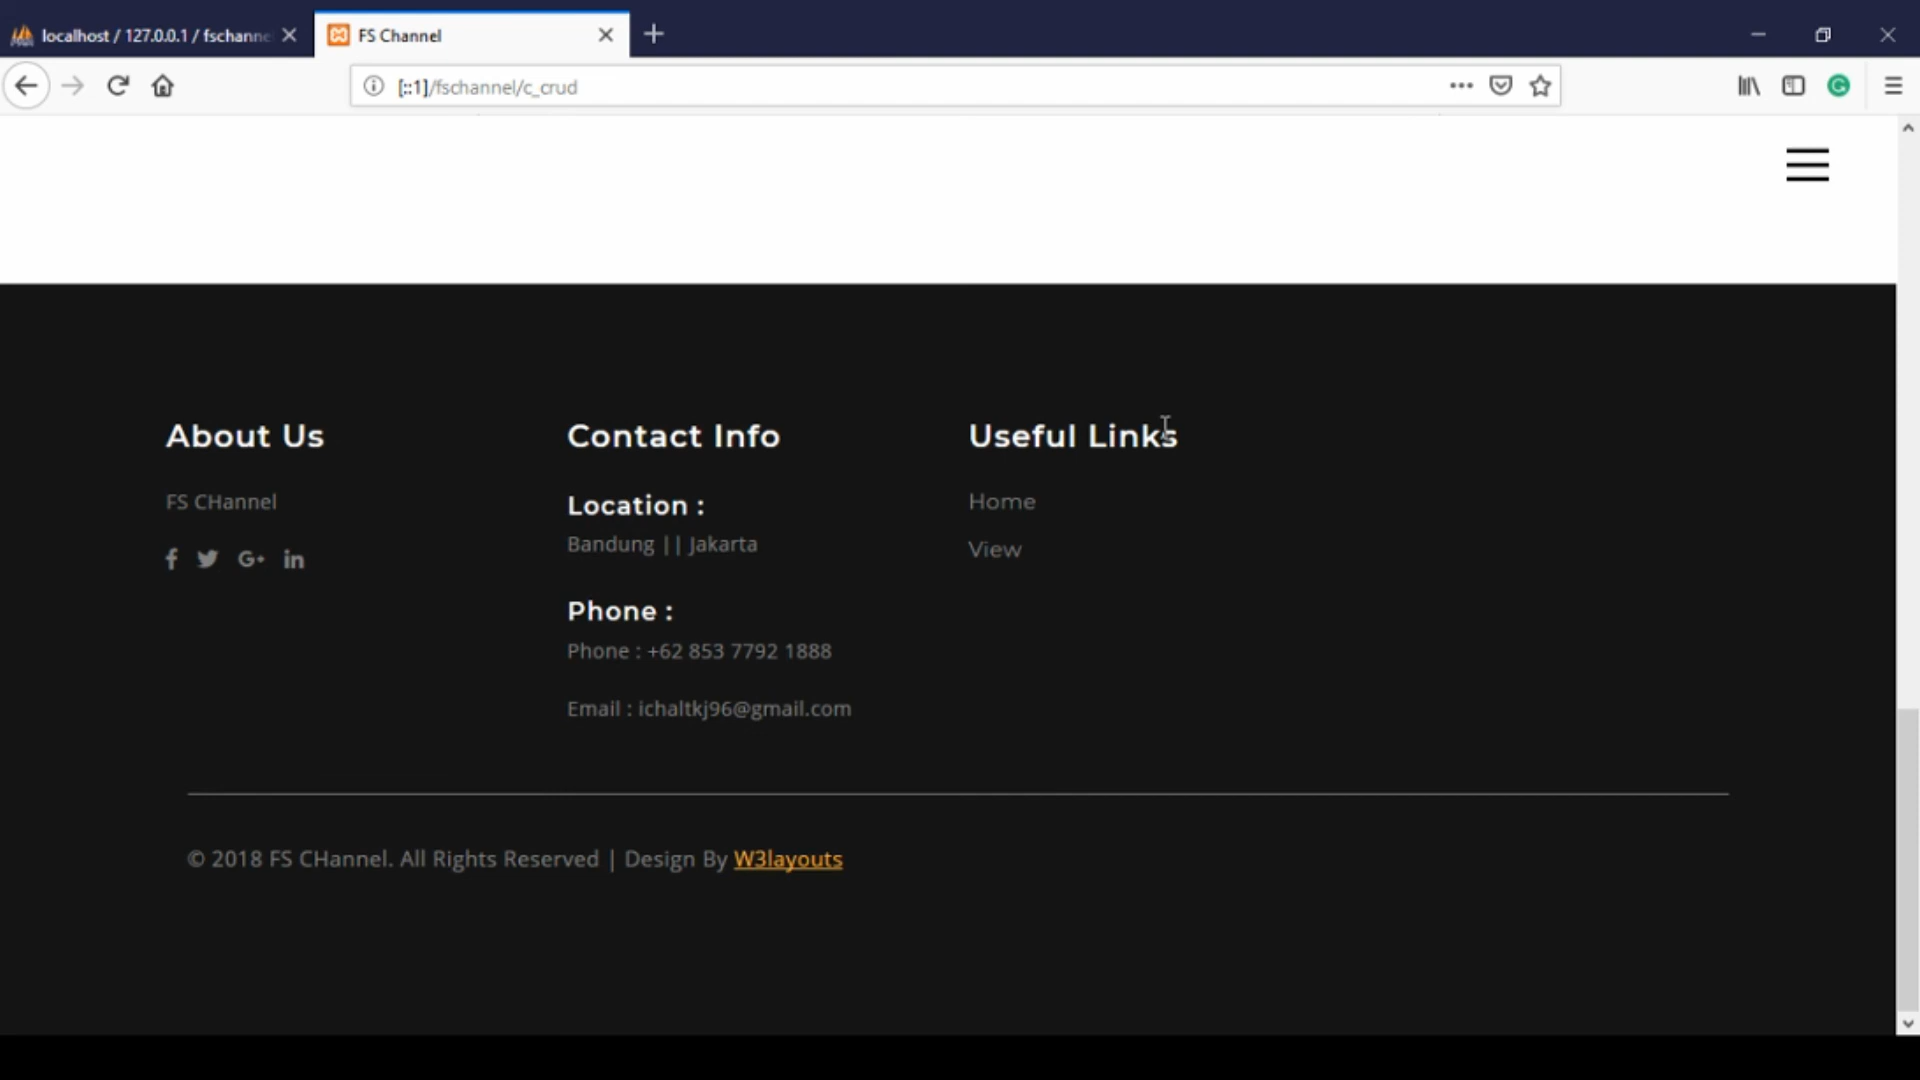 localhost / 127.0.0.1 / fschanne
FS Channel
[::1]/fschannel/c_crud
About Us
FS CHannel
Contact Info
Location :
Bandung || Jakarta
Phone :
Phone : +62 853 7792 1888
Email : ichaltkj96@gmail.com
Useful Links
Home
View
© 2018 FS CHannel. All Rights Reserved | Design By W3layouts